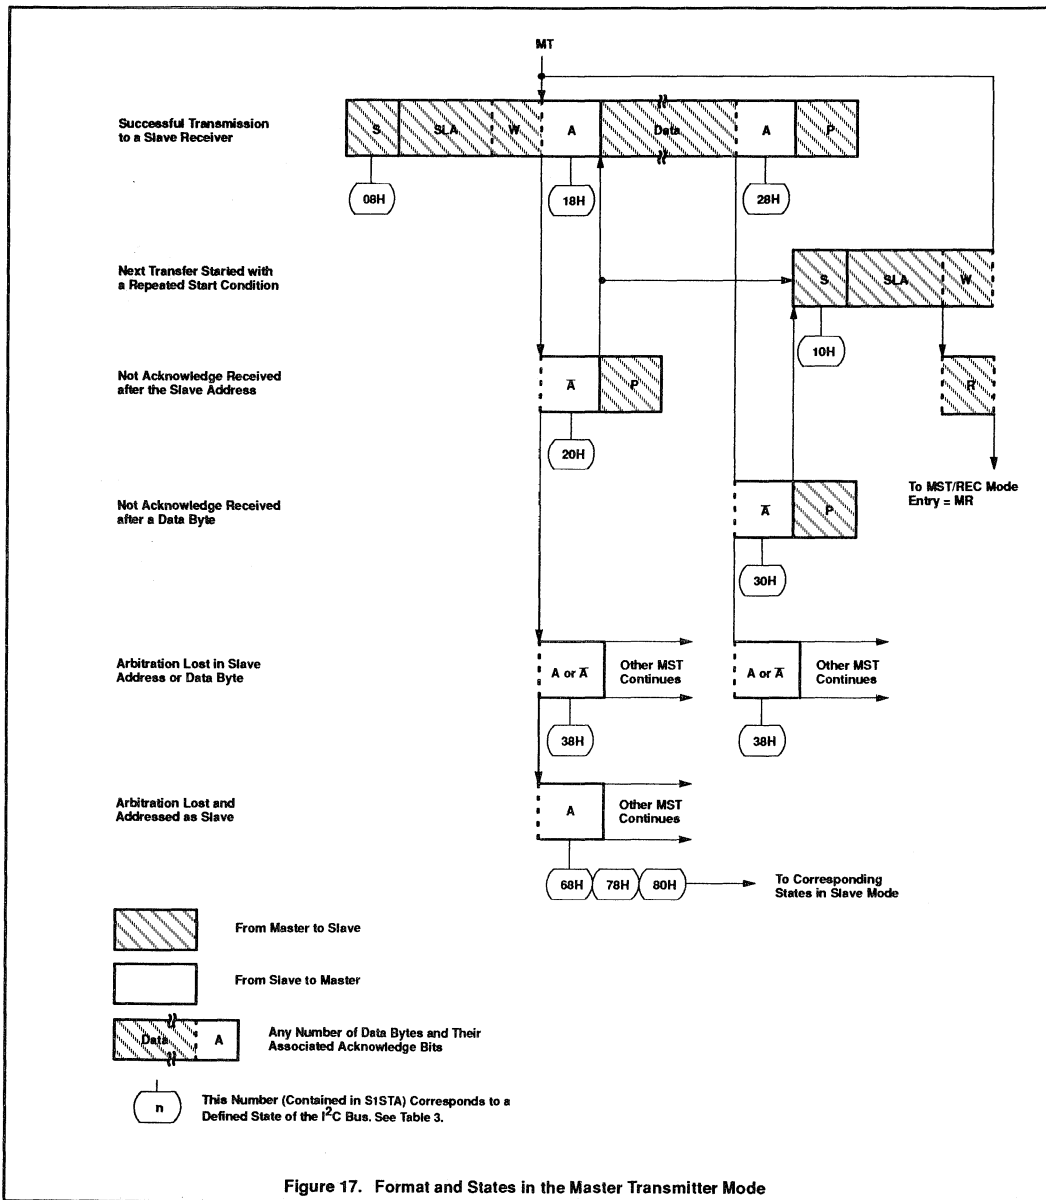 MT
Successful Transmission
to a Slave Receiver
S SLA W A Data A P
08H 18H 28H
Next Transfer Started with
a Repeated Start Condition
S SLA W
10H
Not Acknowledge Received
after the Slave Address
A̅ P
R
20H
To MST/REC Mode
Entry = MR
Not Acknowledge Received
after a Data Byte
A̅ P
30H
Arbitration Lost in Slave
Address or Data Byte
A or A̅
Other MST
Continues
A or A̅
Other MST
Continues
38H 38H
Arbitration Lost and
Addressed as Slave
A
Other MST
Continues
68H 78H 80H
To Corresponding
States in Slave Mode
From Master to Slave
From Slave to Master
Data A
Any Number of Data Bytes and Their
Associated Acknowledge Bits
n
This Number (Contained in S1STA) Corresponds to a
Defined State of the I²C Bus. See Table 3.
Figure 17. Format and States in the Master Transmitter Mode